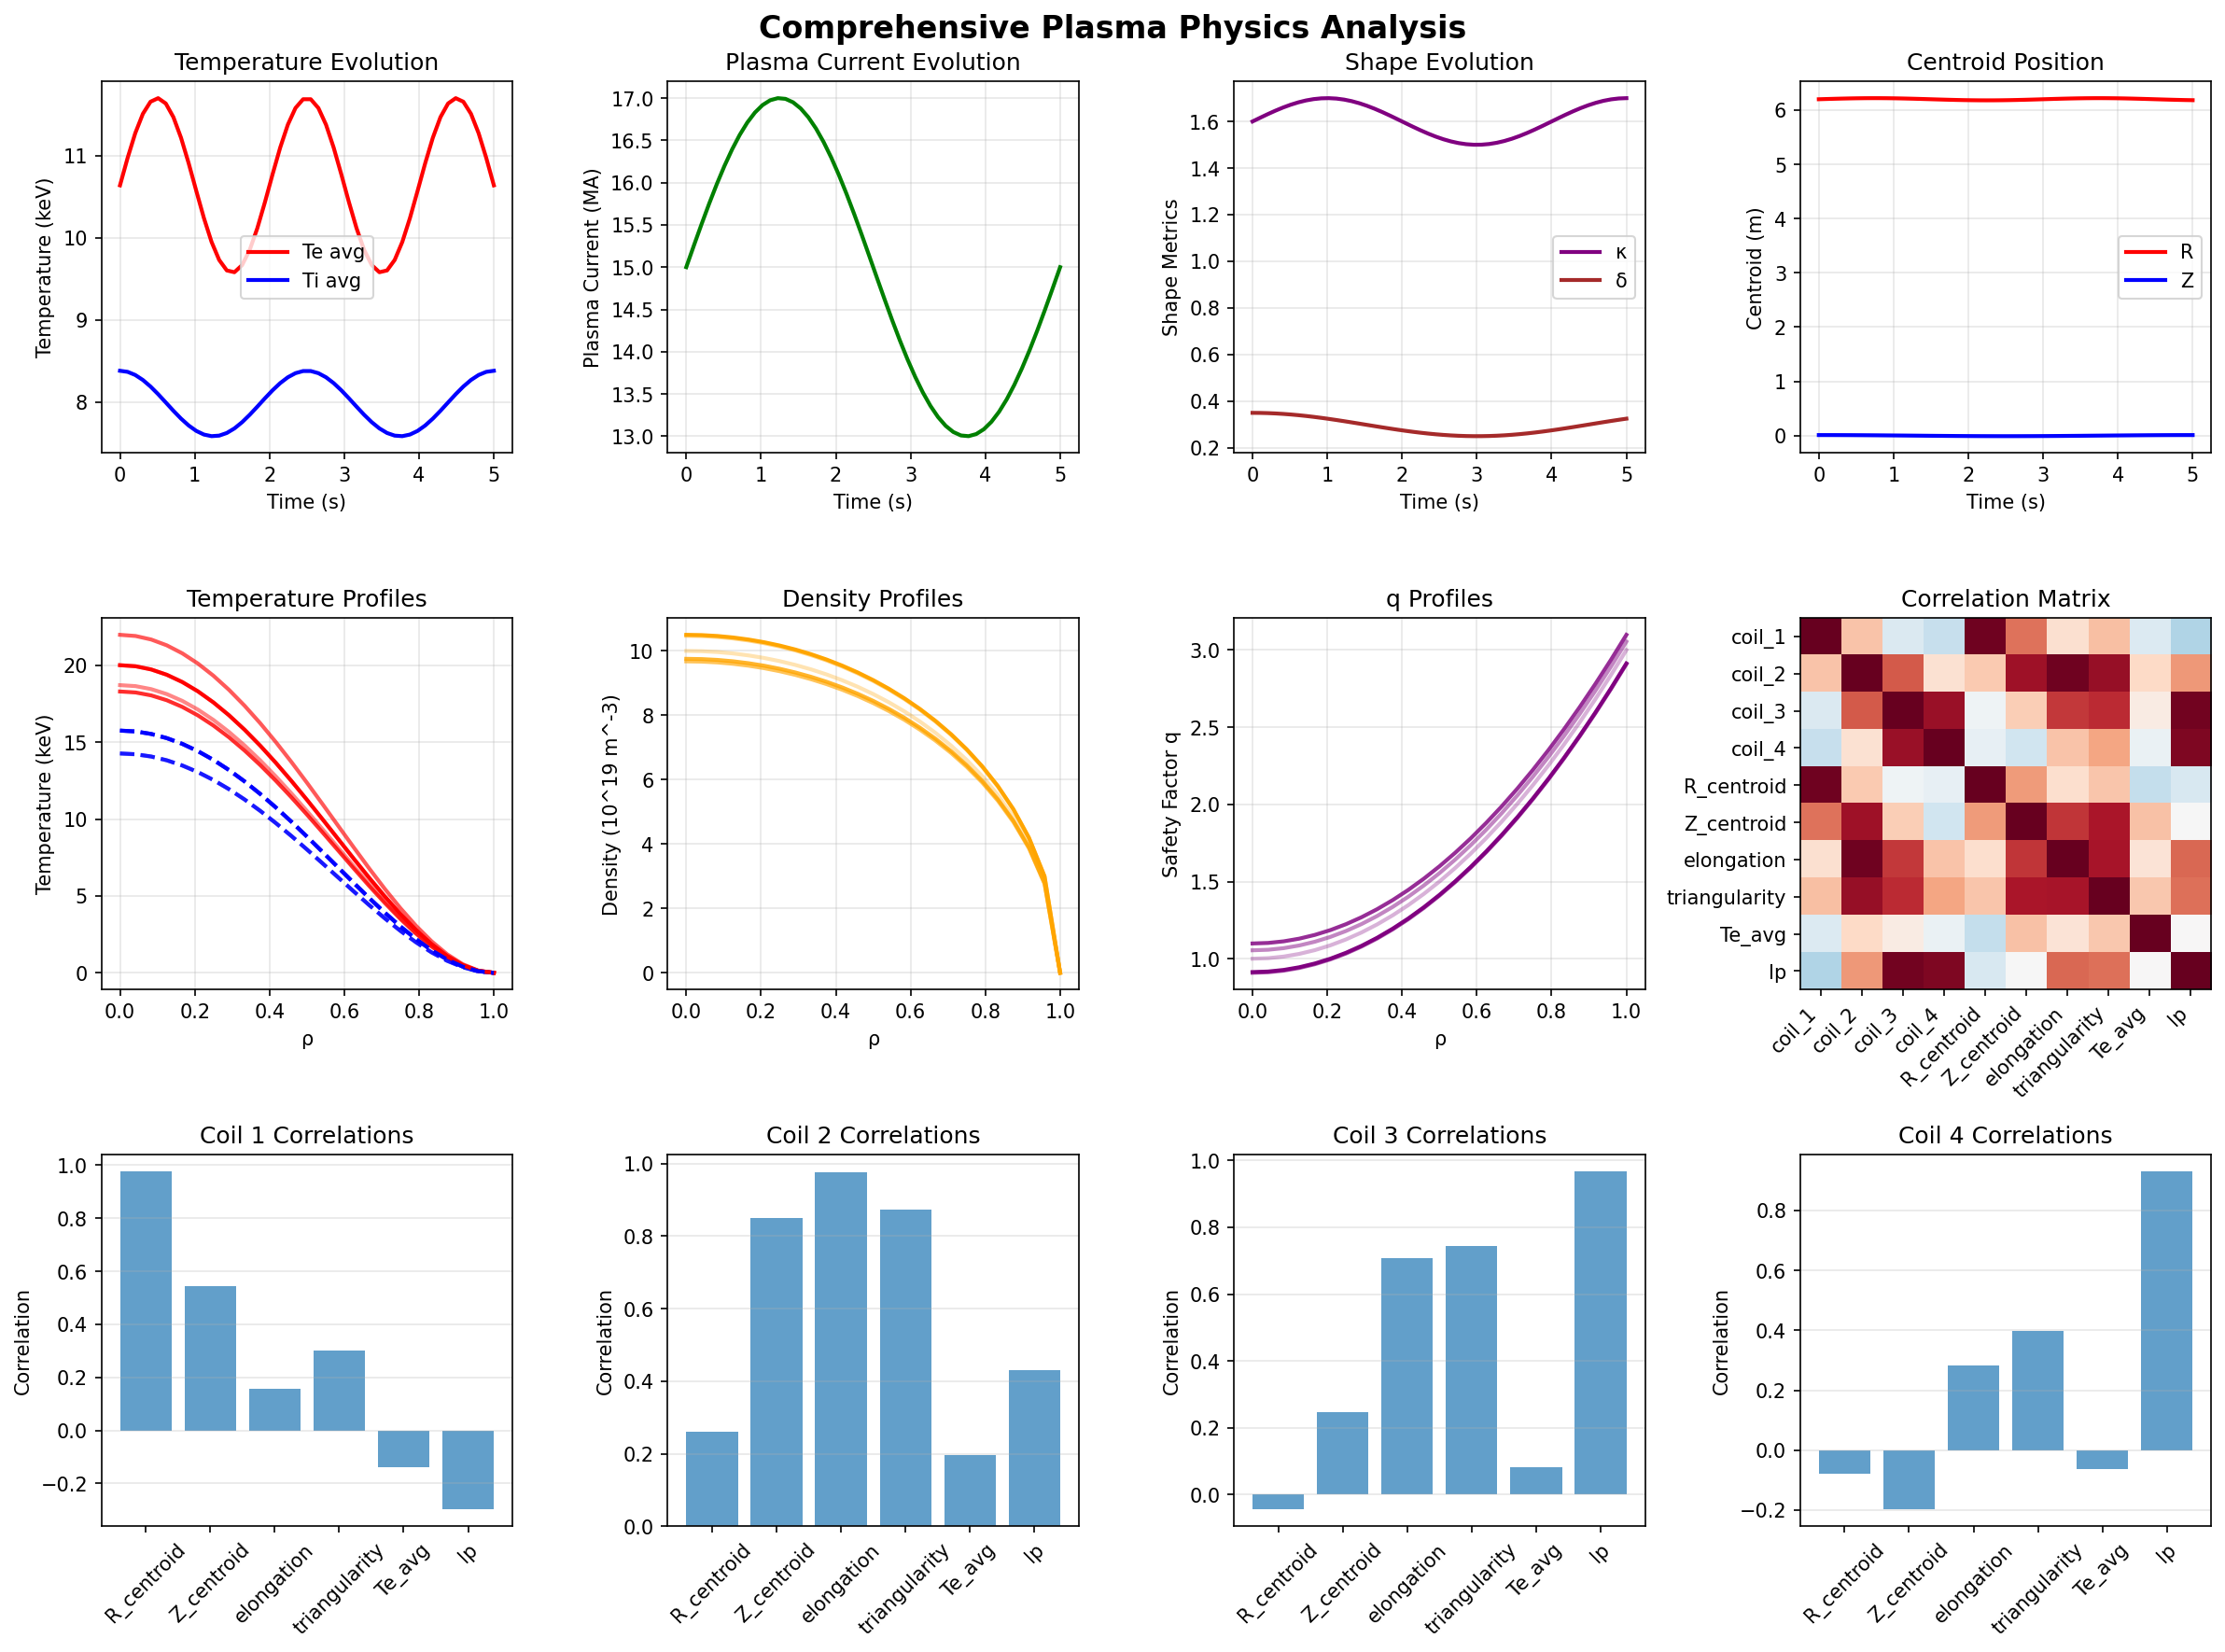 Comprehensive Plasma Physics Analysis
Temperature Evolution
Temperature (keV)
11
10
9
8
Te avg
Ti avg
0 1 2 3 4 5
Time (s)
Plasma Current Evolution
Plasma Current (MA)
17.0
16.5
16.0
15.5
15.0
14.5
14.0
13.5
13.0
0 1 2 3 4 5
Time (s)
Shape Evolution
Shape Metrics
1.6
1.4
1.2
1.0
0.8
0.6
0.4
0.2
κ
δ
0 1 2 3 4 5
Time (s)
Centroid Position
Centroid (m)
6
5
4
3
2
1
0
R
Z
0 1 2 3 4 5
Time (s)
Temperature Profiles
Temperature (keV)
20
15
10
5
0
0.0 0.2 0.4 0.6 0.8 1.0
ρ
Density Profiles
Density (10^19 m^-3)
10
8
6
4
2
0
0.0 0.2 0.4 0.6 0.8 1.0
ρ
q Profiles
Safety Factor q
3.0
2.5
2.0
1.5
1.0
0.0 0.2 0.4 0.6 0.8 1.0
ρ
Correlation Matrix
coil_1
coil_2
coil_3
coil_4
R_centroid
Z_centroid
elongation
triangularity
Te_avg
Ip
coil_1
coil_2
coil_3
coil_4
R_centroid
Z_centroid
elongation
triangularity
Te_avg
Ip
Coil 1 Correlations
Correlation
1.0
0.8
0.6
0.4
0.2
0.0
−0.2
R_centroid
Z_centroid
elongation
triangularity
Te_avg
Ip
Coil 2 Correlations
Correlation
1.0
0.8
0.6
0.4
0.2
0.0
R_centroid
Z_centroid
elongation
triangularity
Te_avg
Ip
Coil 3 Correlations
Correlation
1.0
0.8
0.6
0.4
0.2
0.0
R_centroid
Z_centroid
elongation
triangularity
Te_avg
Ip
Coil 4 Correlations
Correlation
0.8
0.6
0.4
0.2
0.0
−0.2
R_centroid
Z_centroid
elongation
triangularity
Te_avg
Ip